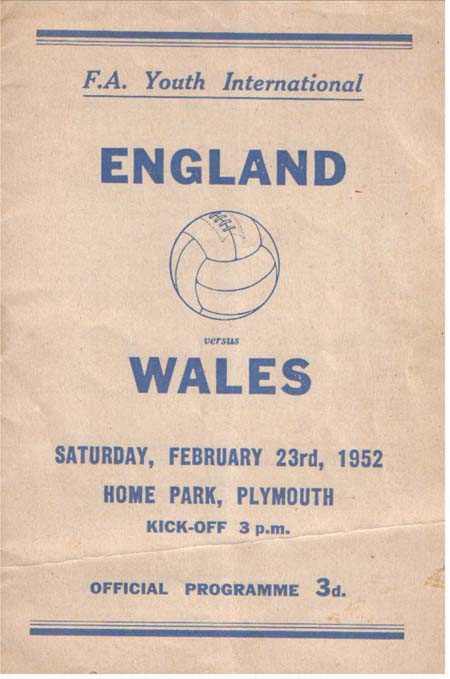 F.A. Youth International
ENGLAND
versus
WALES
SATURDAY, FEBRUARY 23rd, 1952
HOME PARK, PLYMOUTH
KICK-OFF 3 p.m.
OFFICIAL PROGRAMME 3d.